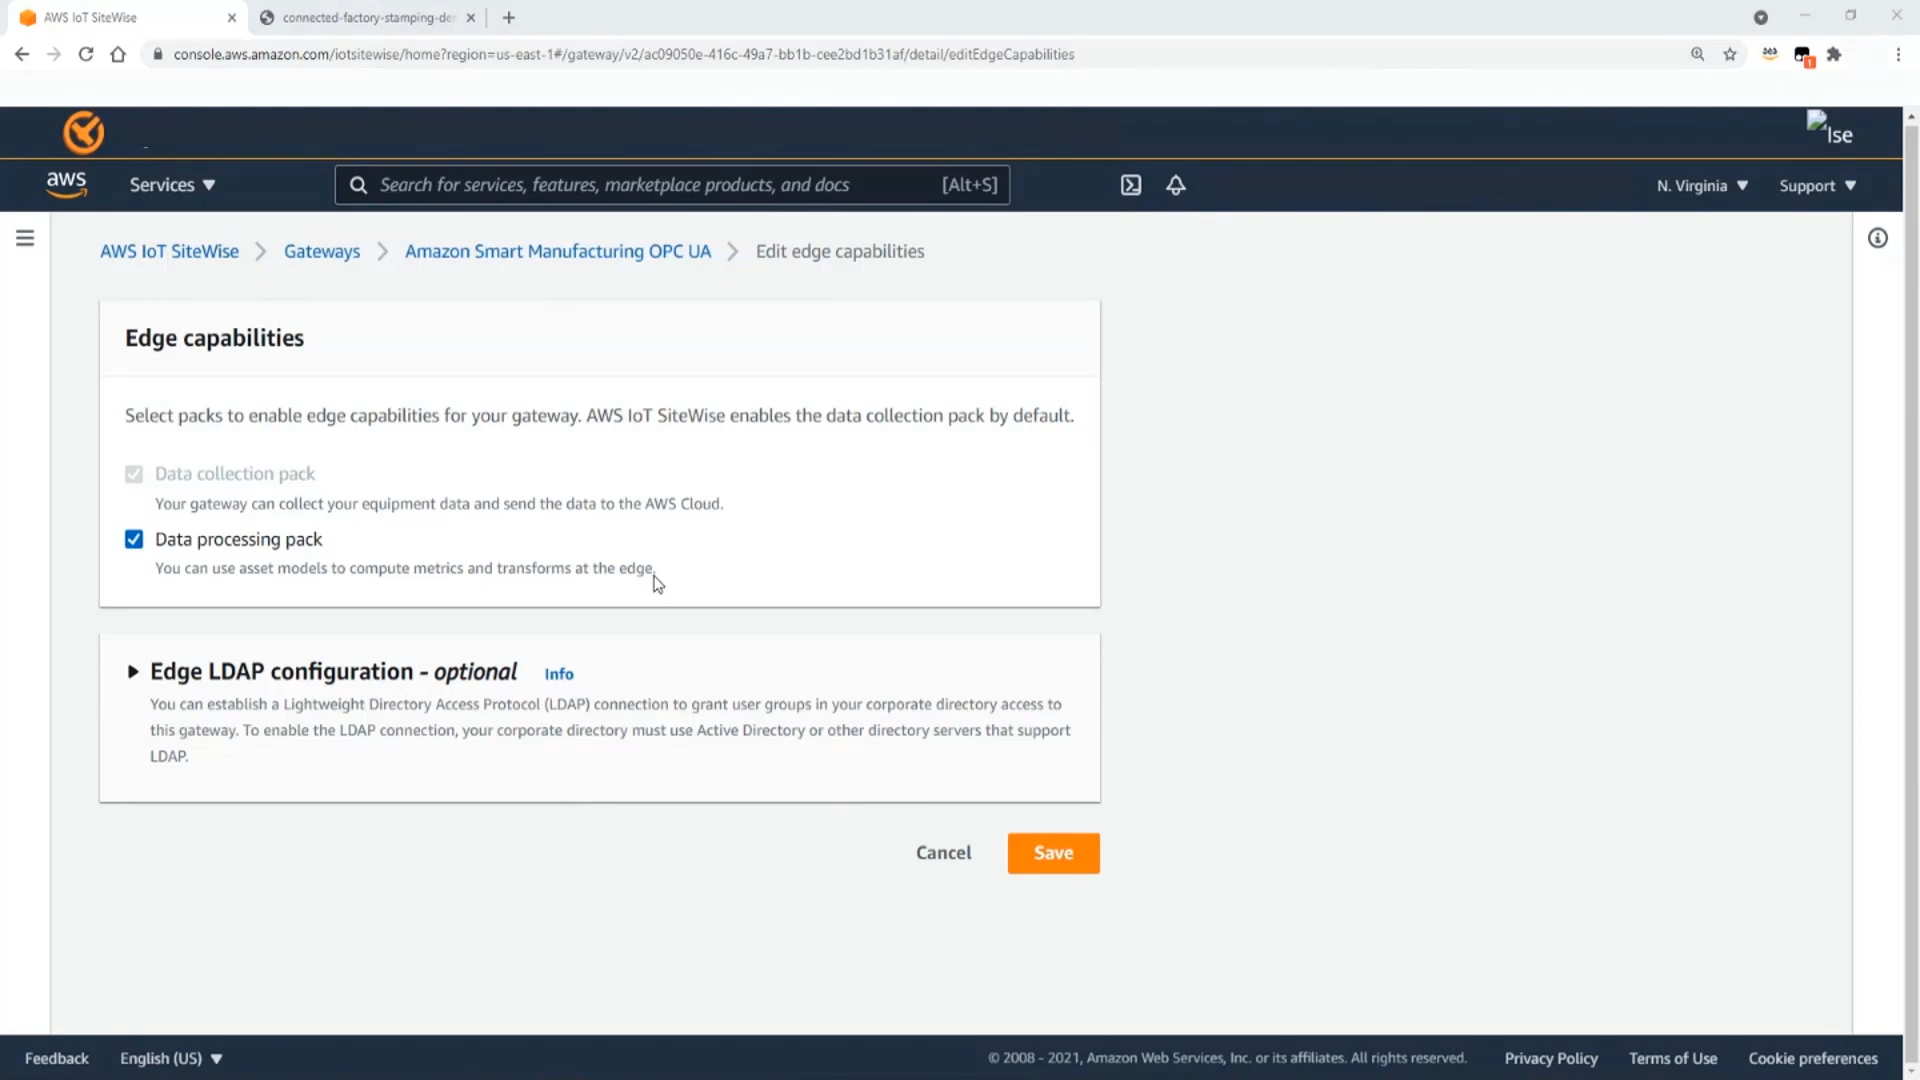 AWS IoT SiteWise
connected-factory-stamping-der
console.aws.amazon.com/iotsitewise/home?region=us-east-1#/gateway/v2/ac09050e-416c-49a7-bb1b-cee2bd1b31af/detail/editEdgeCapabilities
1
Ise
aws
Services
Search for services, features, marketplace products, and docs
[Alt+S]
N. Virginia
Support
AWS IoT SiteWise > Gateways > Amazon Smart Manufacturing OPC UA > Edit edge capabilities
Edge capabilities
Select packs to enable edge capabilities for your gateway. AWS IoT SiteWise enables the data collection pack by default.
Data collection pack
Your gateway can collect your equipment data and send the data to the AWS Cloud.
Data processing pack
You can use asset models to compute metrics and transforms at the edge.
Edge LDAP configuration - optional Info
You can establish a Lightweight Directory Access Protocol (LDAP) connection to grant user groups in your corporate directory access to
this gateway. To enable the LDAP connection, your corporate directory must use Active Directory or other directory servers that support
LDAP.
Cancel
Save
Feedback
English (US)
© 2008 - 2021, Amazon Web Services, Inc. or its affiliates. All rights reserved.
Privacy Policy
Terms of Use
Cookie preferences